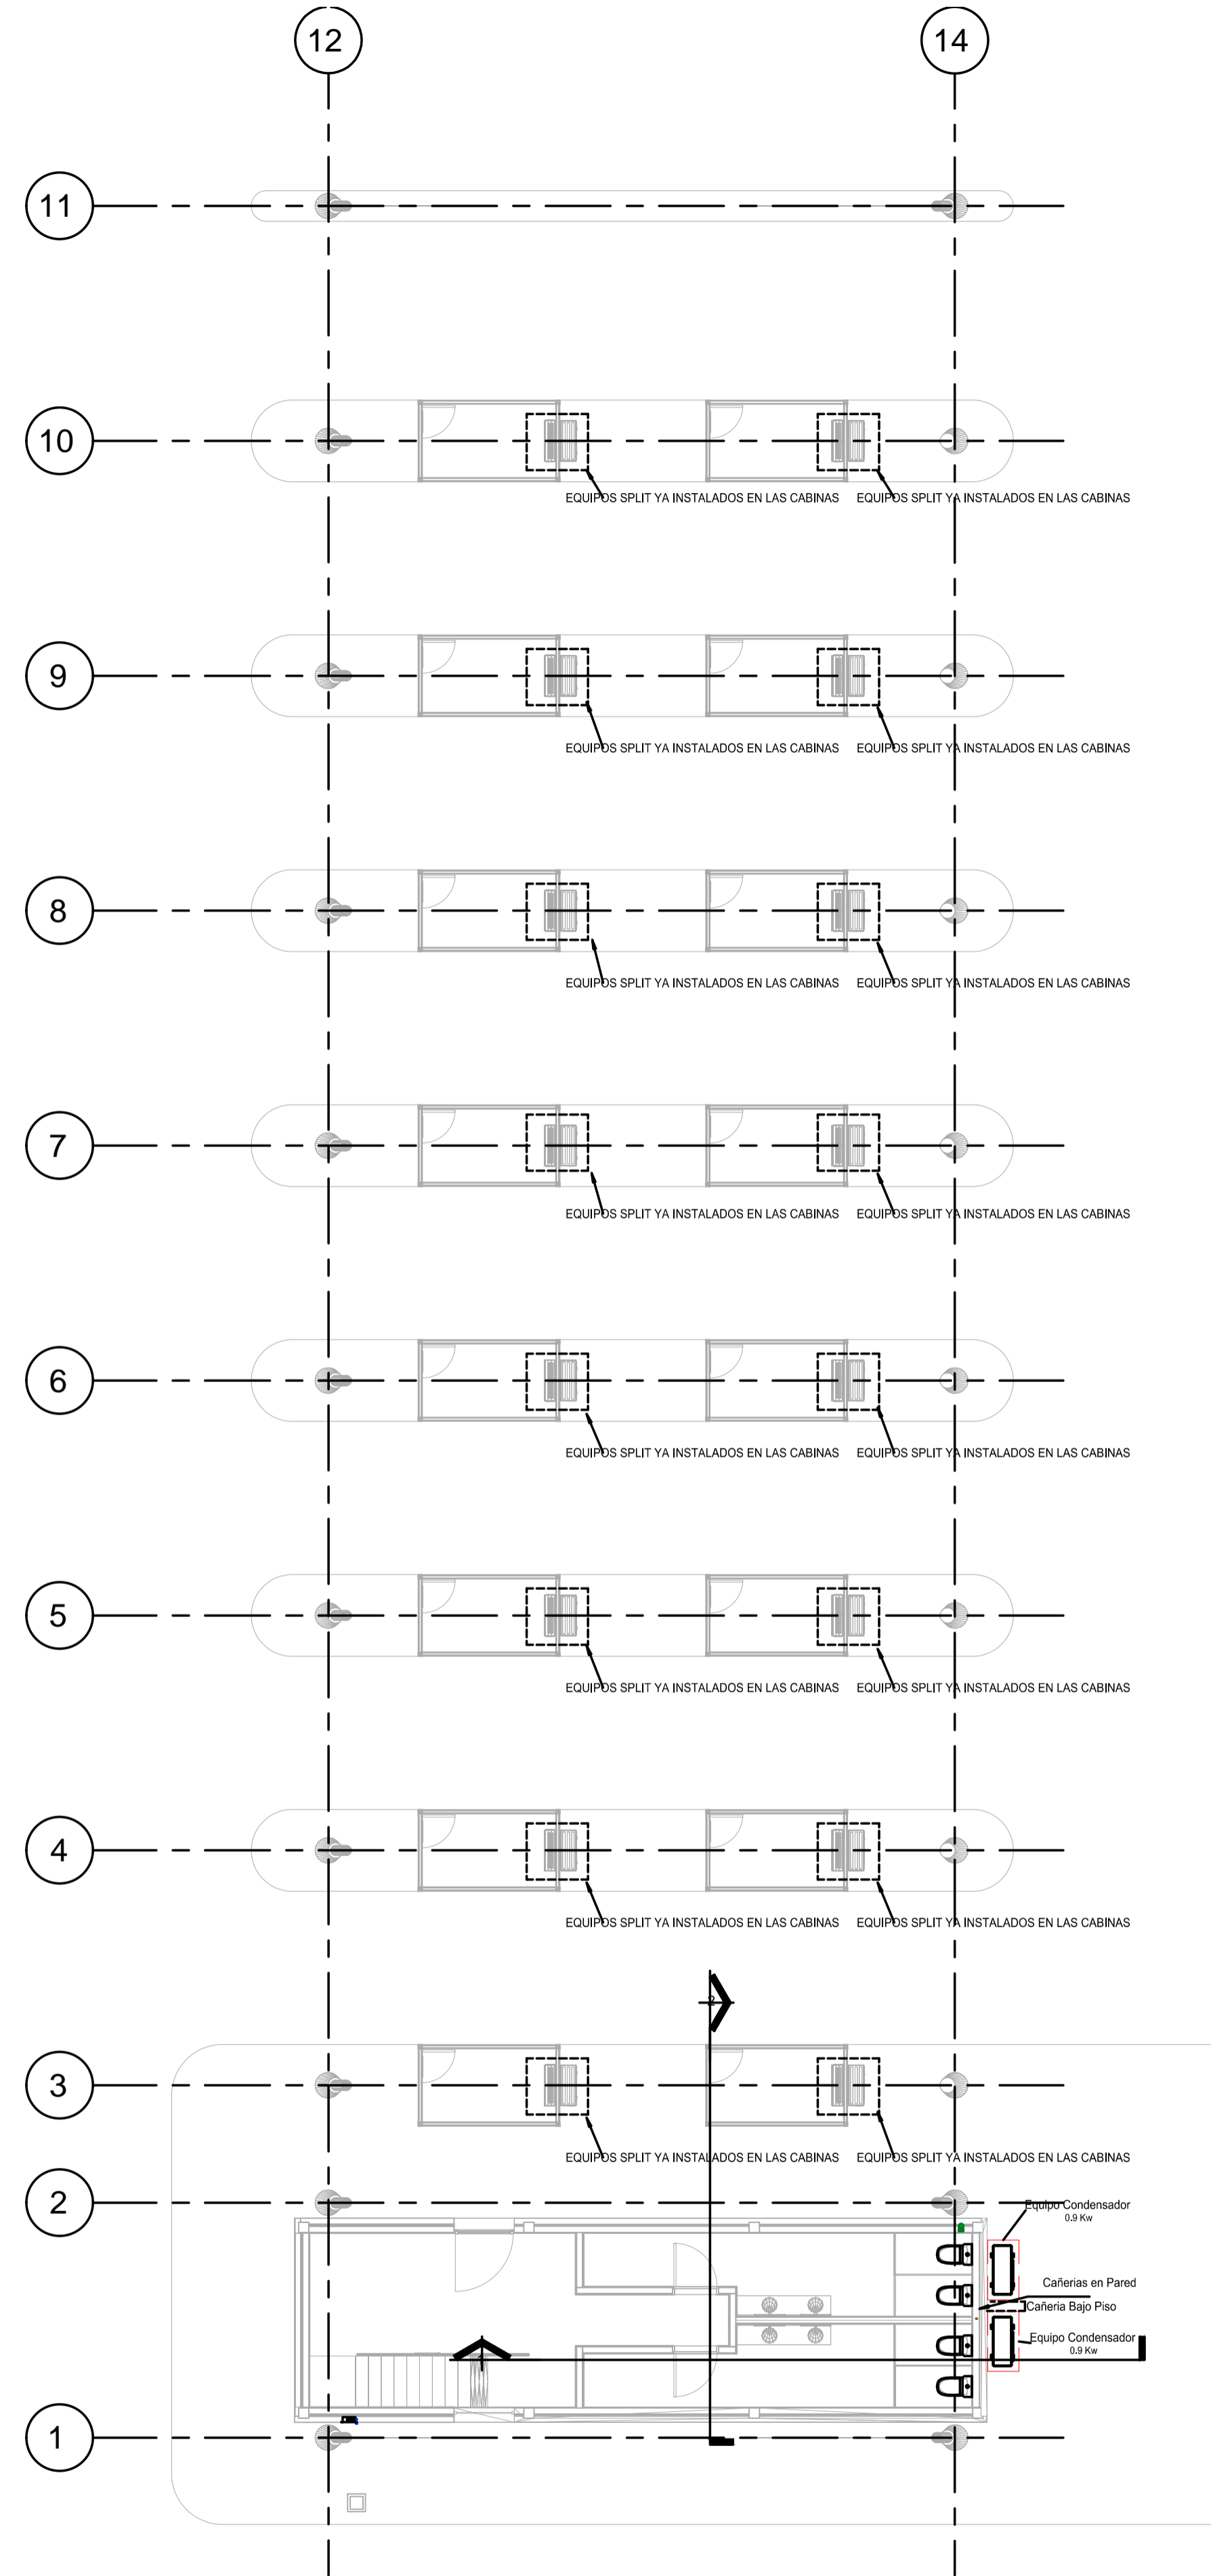 12
14
11
10
EQUIPOS SPLIT YA INSTALADOS EN LAS CABINAS
EQUIPOS SPLIT YA INSTALADOS EN LAS CABINAS
9
EQUIPOS SPLIT YA INSTALADOS EN LAS CABINAS
EQUIPOS SPLIT YA INSTALADOS EN LAS CABINAS
8
EQUIPOS SPLIT YA INSTALADOS EN LAS CABINAS
EQUIPOS SPLIT YA INSTALADOS EN LAS CABINAS
7
EQUIPOS SPLIT YA INSTALADOS EN LAS CABINAS
EQUIPOS SPLIT YA INSTALADOS EN LAS CABINAS
6
EQUIPOS SPLIT YA INSTALADOS EN LAS CABINAS
EQUIPOS SPLIT YA INSTALADOS EN LAS CABINAS
5
EQUIPOS SPLIT YA INSTALADOS EN LAS CABINAS
EQUIPOS SPLIT YA INSTALADOS EN LAS CABINAS
4
EQUIPOS SPLIT YA INSTALADOS EN LAS CABINAS
EQUIPOS SPLIT YA INSTALADOS EN LAS CABINAS
2
3
EQUIPOS SPLIT YA INSTALADOS EN LAS CABINAS
EQUIPOS SPLIT YA INSTALADOS EN LAS CABINAS
2
Equipo Condensador
0.9 Kw
Cañerias en Pared
Cañeria Bajo Piso
Equipo Condensador
0.9 Kw
1